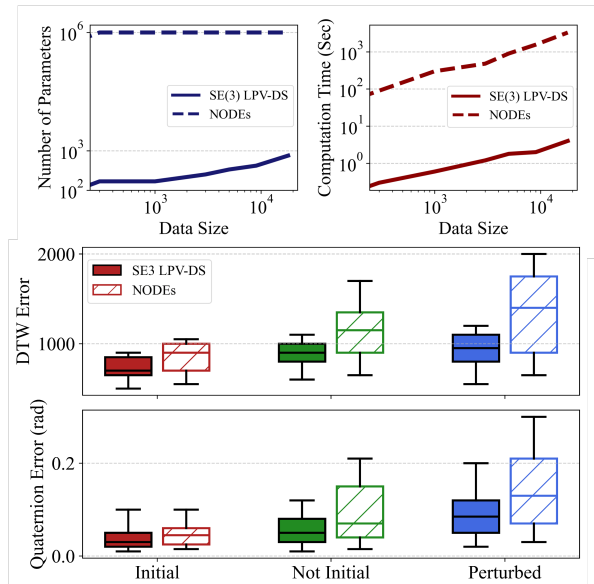 Number of Parameters
10^6
10^3
10^2
SE(3) LPV-DS
NODEs
10^3
10^4
Data Size
Computation Time (Sec)
10^3
10^2
10^1
10^0
SE(3) LPV-DS
NODEs
10^3
10^4
Data Size
DTW Error
2000
1000
SE3 LPV-DS
NODEs
Quaternion Error (rad)
0.2
0.0
Initial
Not Initial
Perturbed